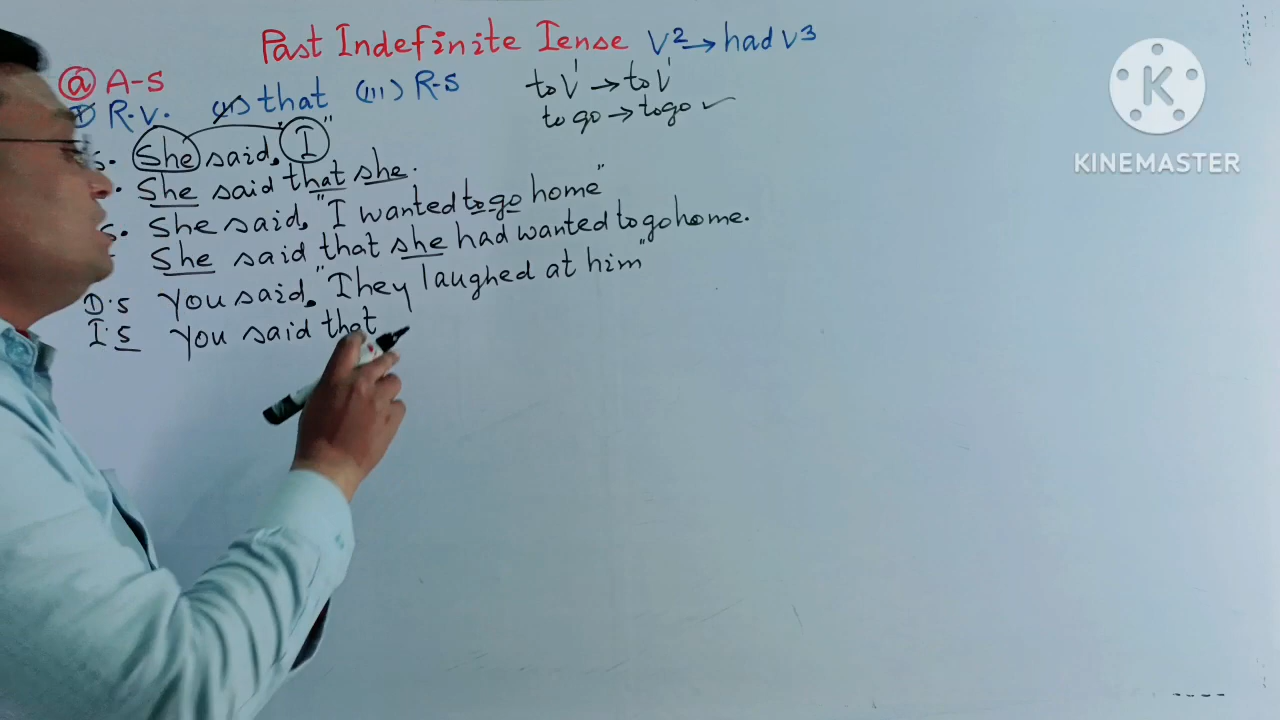 Past Indefinite Tense V2→had V3
(a) A-S
R.V. (ii) that (iii) R-S
to V1 → to V1
to go → to go ✓
S. She said, "I"
She said that she.
S. She said, "I wanted to go home"
She said that she had wanted to go home.
D.S You said, "They laughed at him"
I.S You said that
K
KINEMASTER